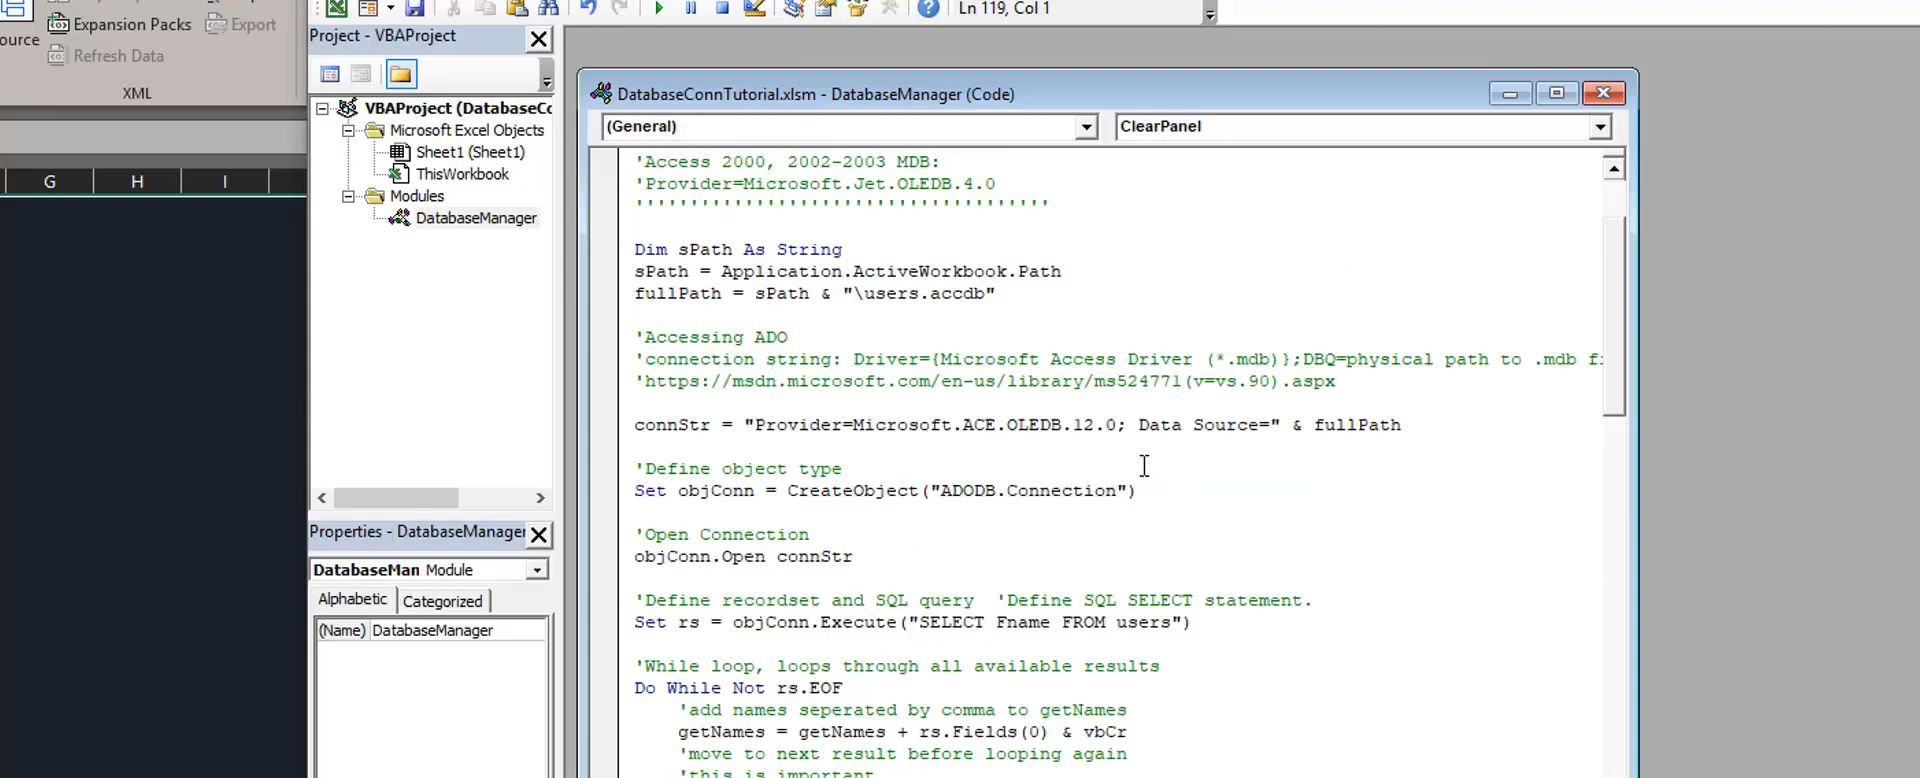 ource
Expansion Packs
Export
Refresh Data
XML
G H I
Ln 119, Col 1
Project - VBAProject
VBAProject (DatabaseCo
Microsoft Excel Objects
Sheet1 (Sheet1)
ThisWorkbook
Modules
DatabaseManager
Properties - DatabaseManager
DatabaseMan Module
Alphabetic Categorized
(Name) DatabaseManager
DatabaseConnTutorial.xlsm - DatabaseManager (Code)
(General) ClearPanel
'Access 2000, 2002-2003 MDB:
'Provider=Microsoft.Jet.OLEDB.4.0
''''''''''''''''''''''''''''''''''''''
Dim sPath As String
sPath = Application.ActiveWorkbook.Path
fullPath = sPath & "\users.accdb"
'Accessing ADO
'connection string: Driver={Microsoft Access Driver (*.mdb)};DBQ=physical path to .mdb fi
'https://msdn.microsoft.com/en-us/library/ms524771(v=vs.90).aspx
connStr = "Provider=Microsoft.ACE.OLEDB.12.0; Data Source=" & fullPath
'Define object type
Set objConn = CreateObject("ADODB.Connection")
'Open Connection
objConn.Open connStr
'Define recordset and SQL query 'Define SQL SELECT statement.
Set rs = objConn.Execute("SELECT Fname FROM users")
'While loop, loops through all available results
Do While Not rs.EOF
'add names seperated by comma to getNames
getNames = getNames + rs.Fields(0) & vbCr
'move to next result before looping again
'this is important